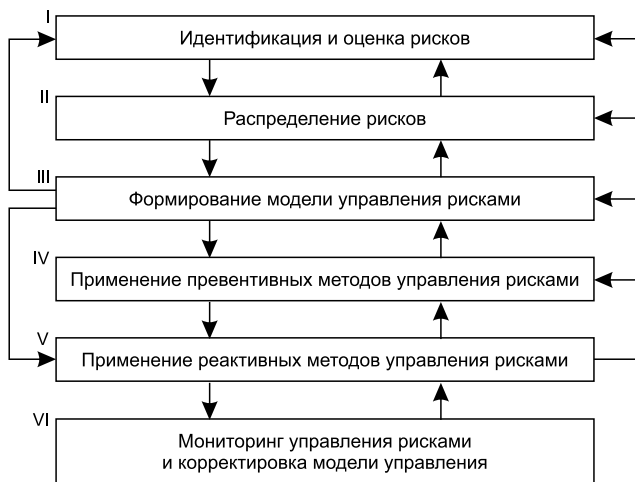 I
Идентификация и оценка рисков
II
Распределение рисков
III
Формирование модели управления рисками
IV
Применение превентивных методов управления рисками
V
Применение реактивных методов управления рисками
VI
Мониторинг управления рисками
и корректировка модели управления